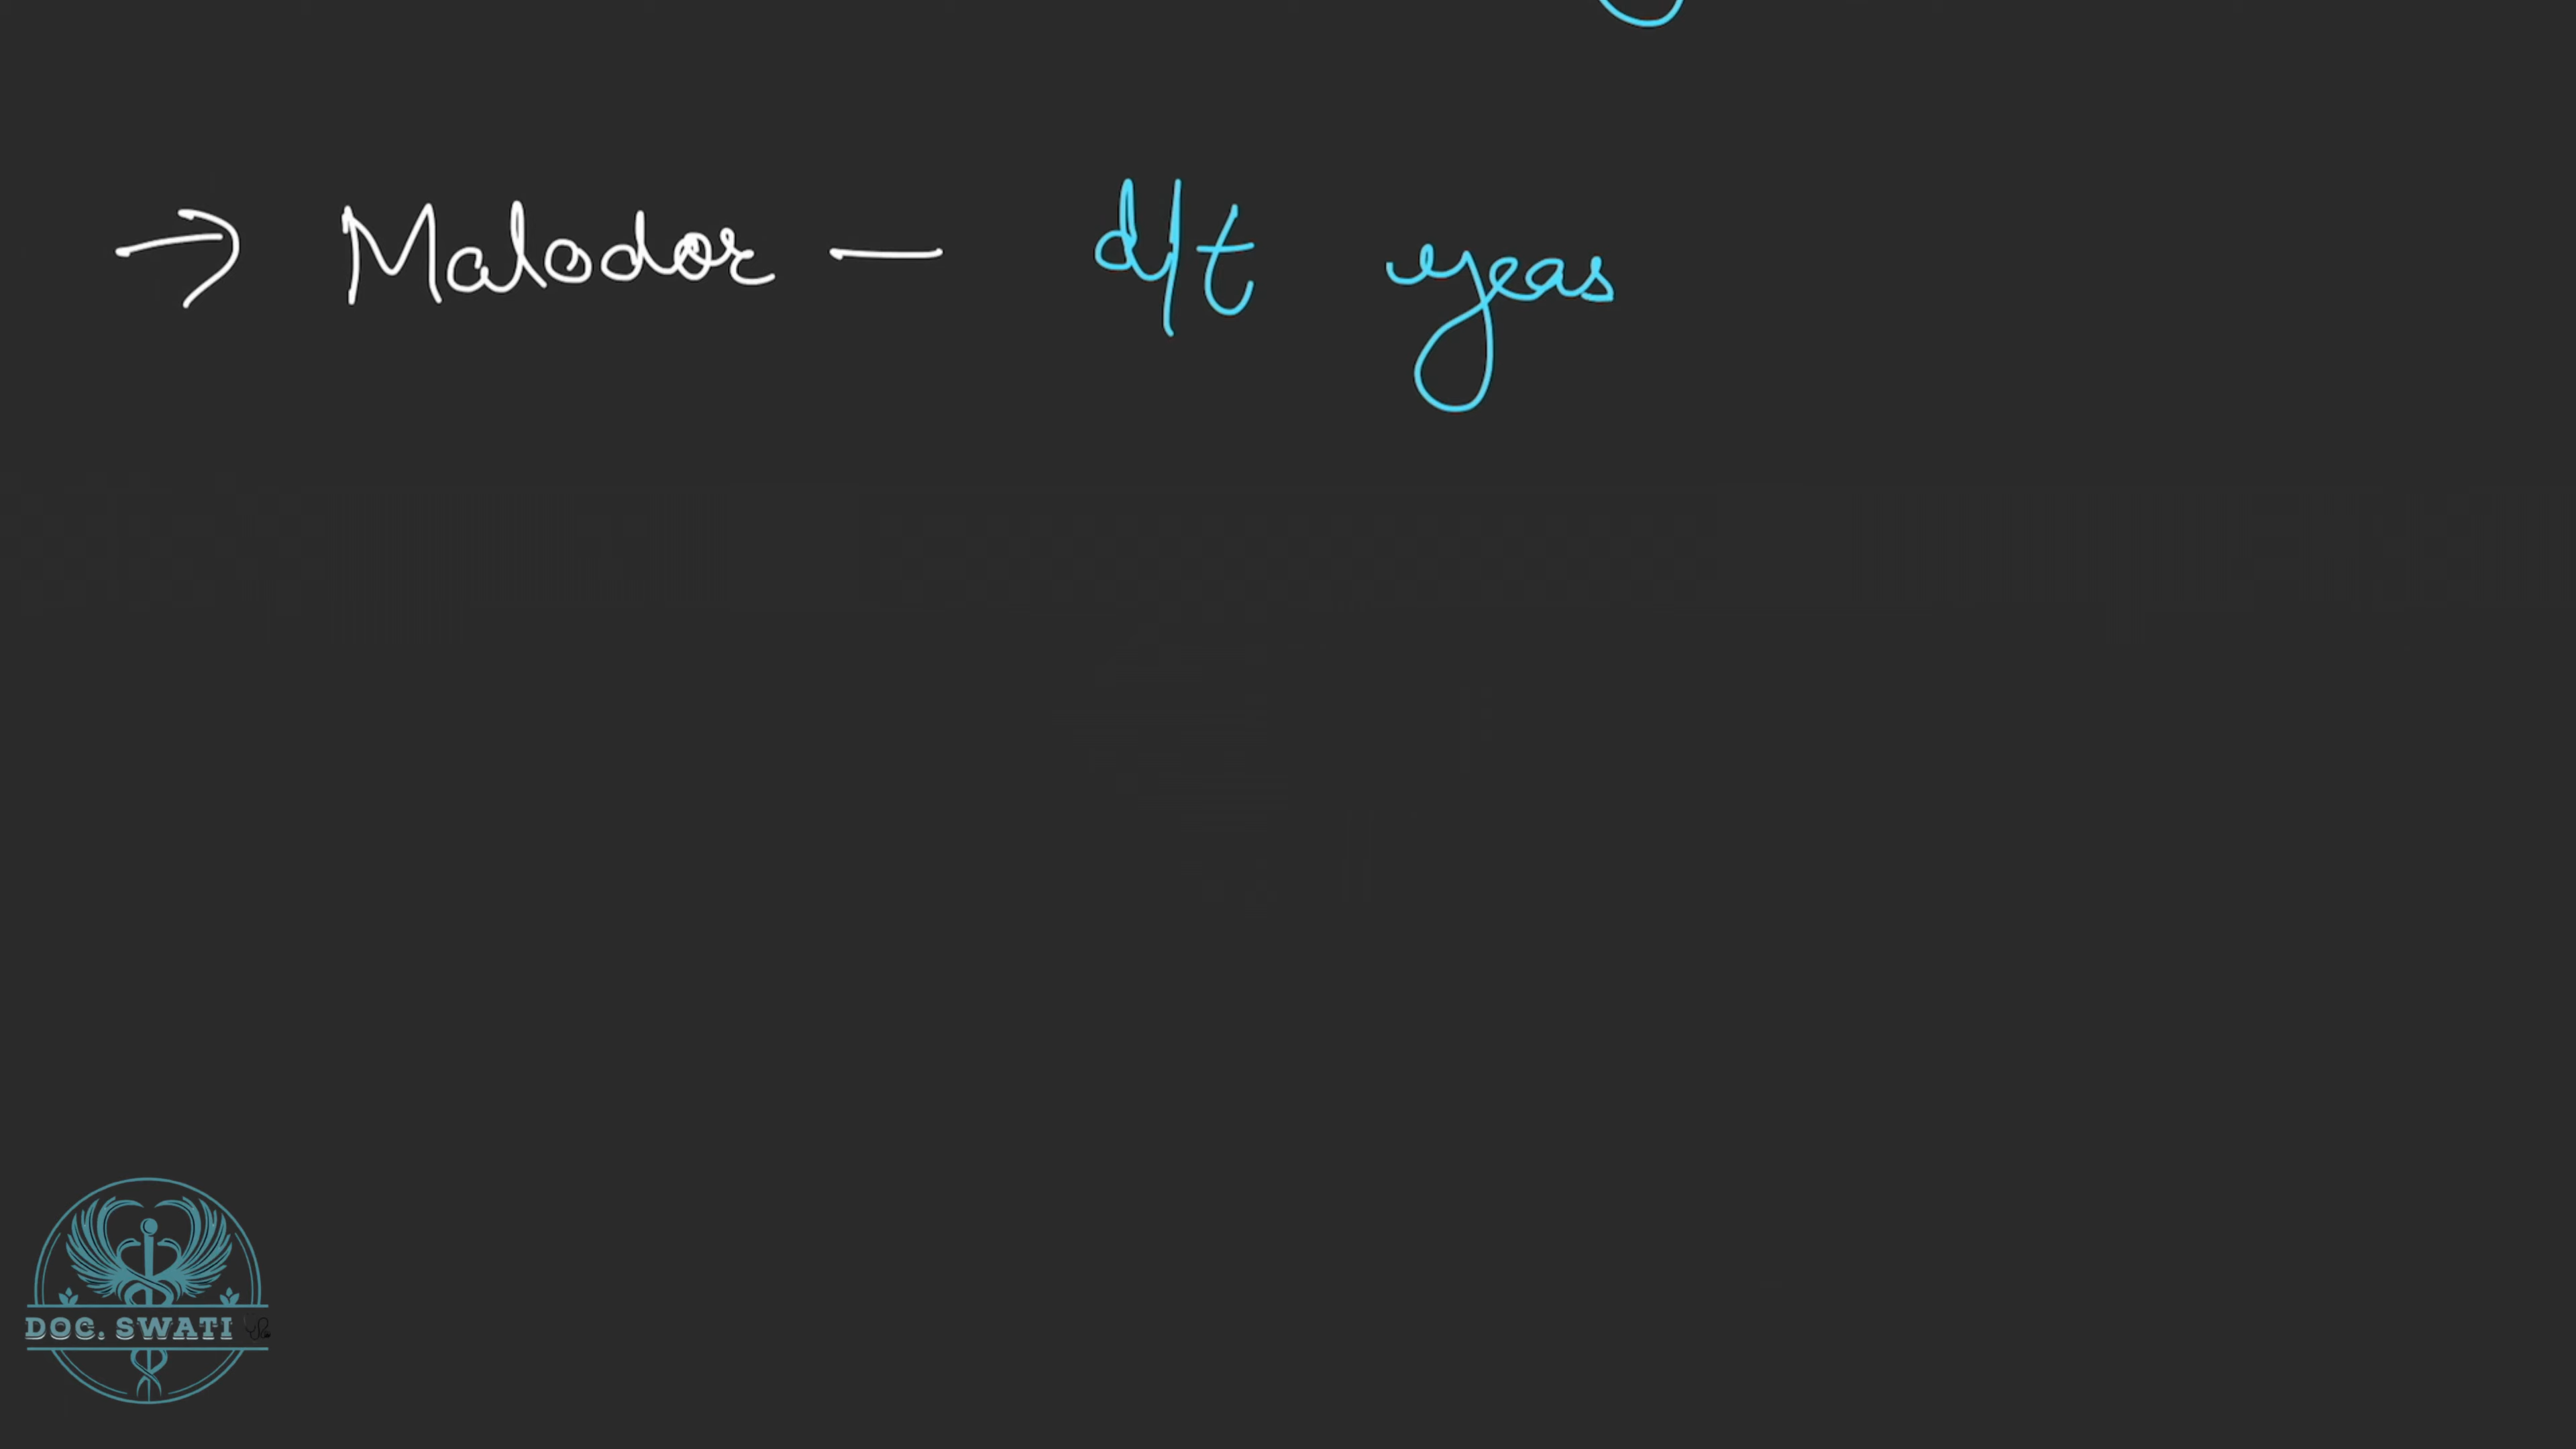 → Malodor — d/t yeas
DOC. SWATI